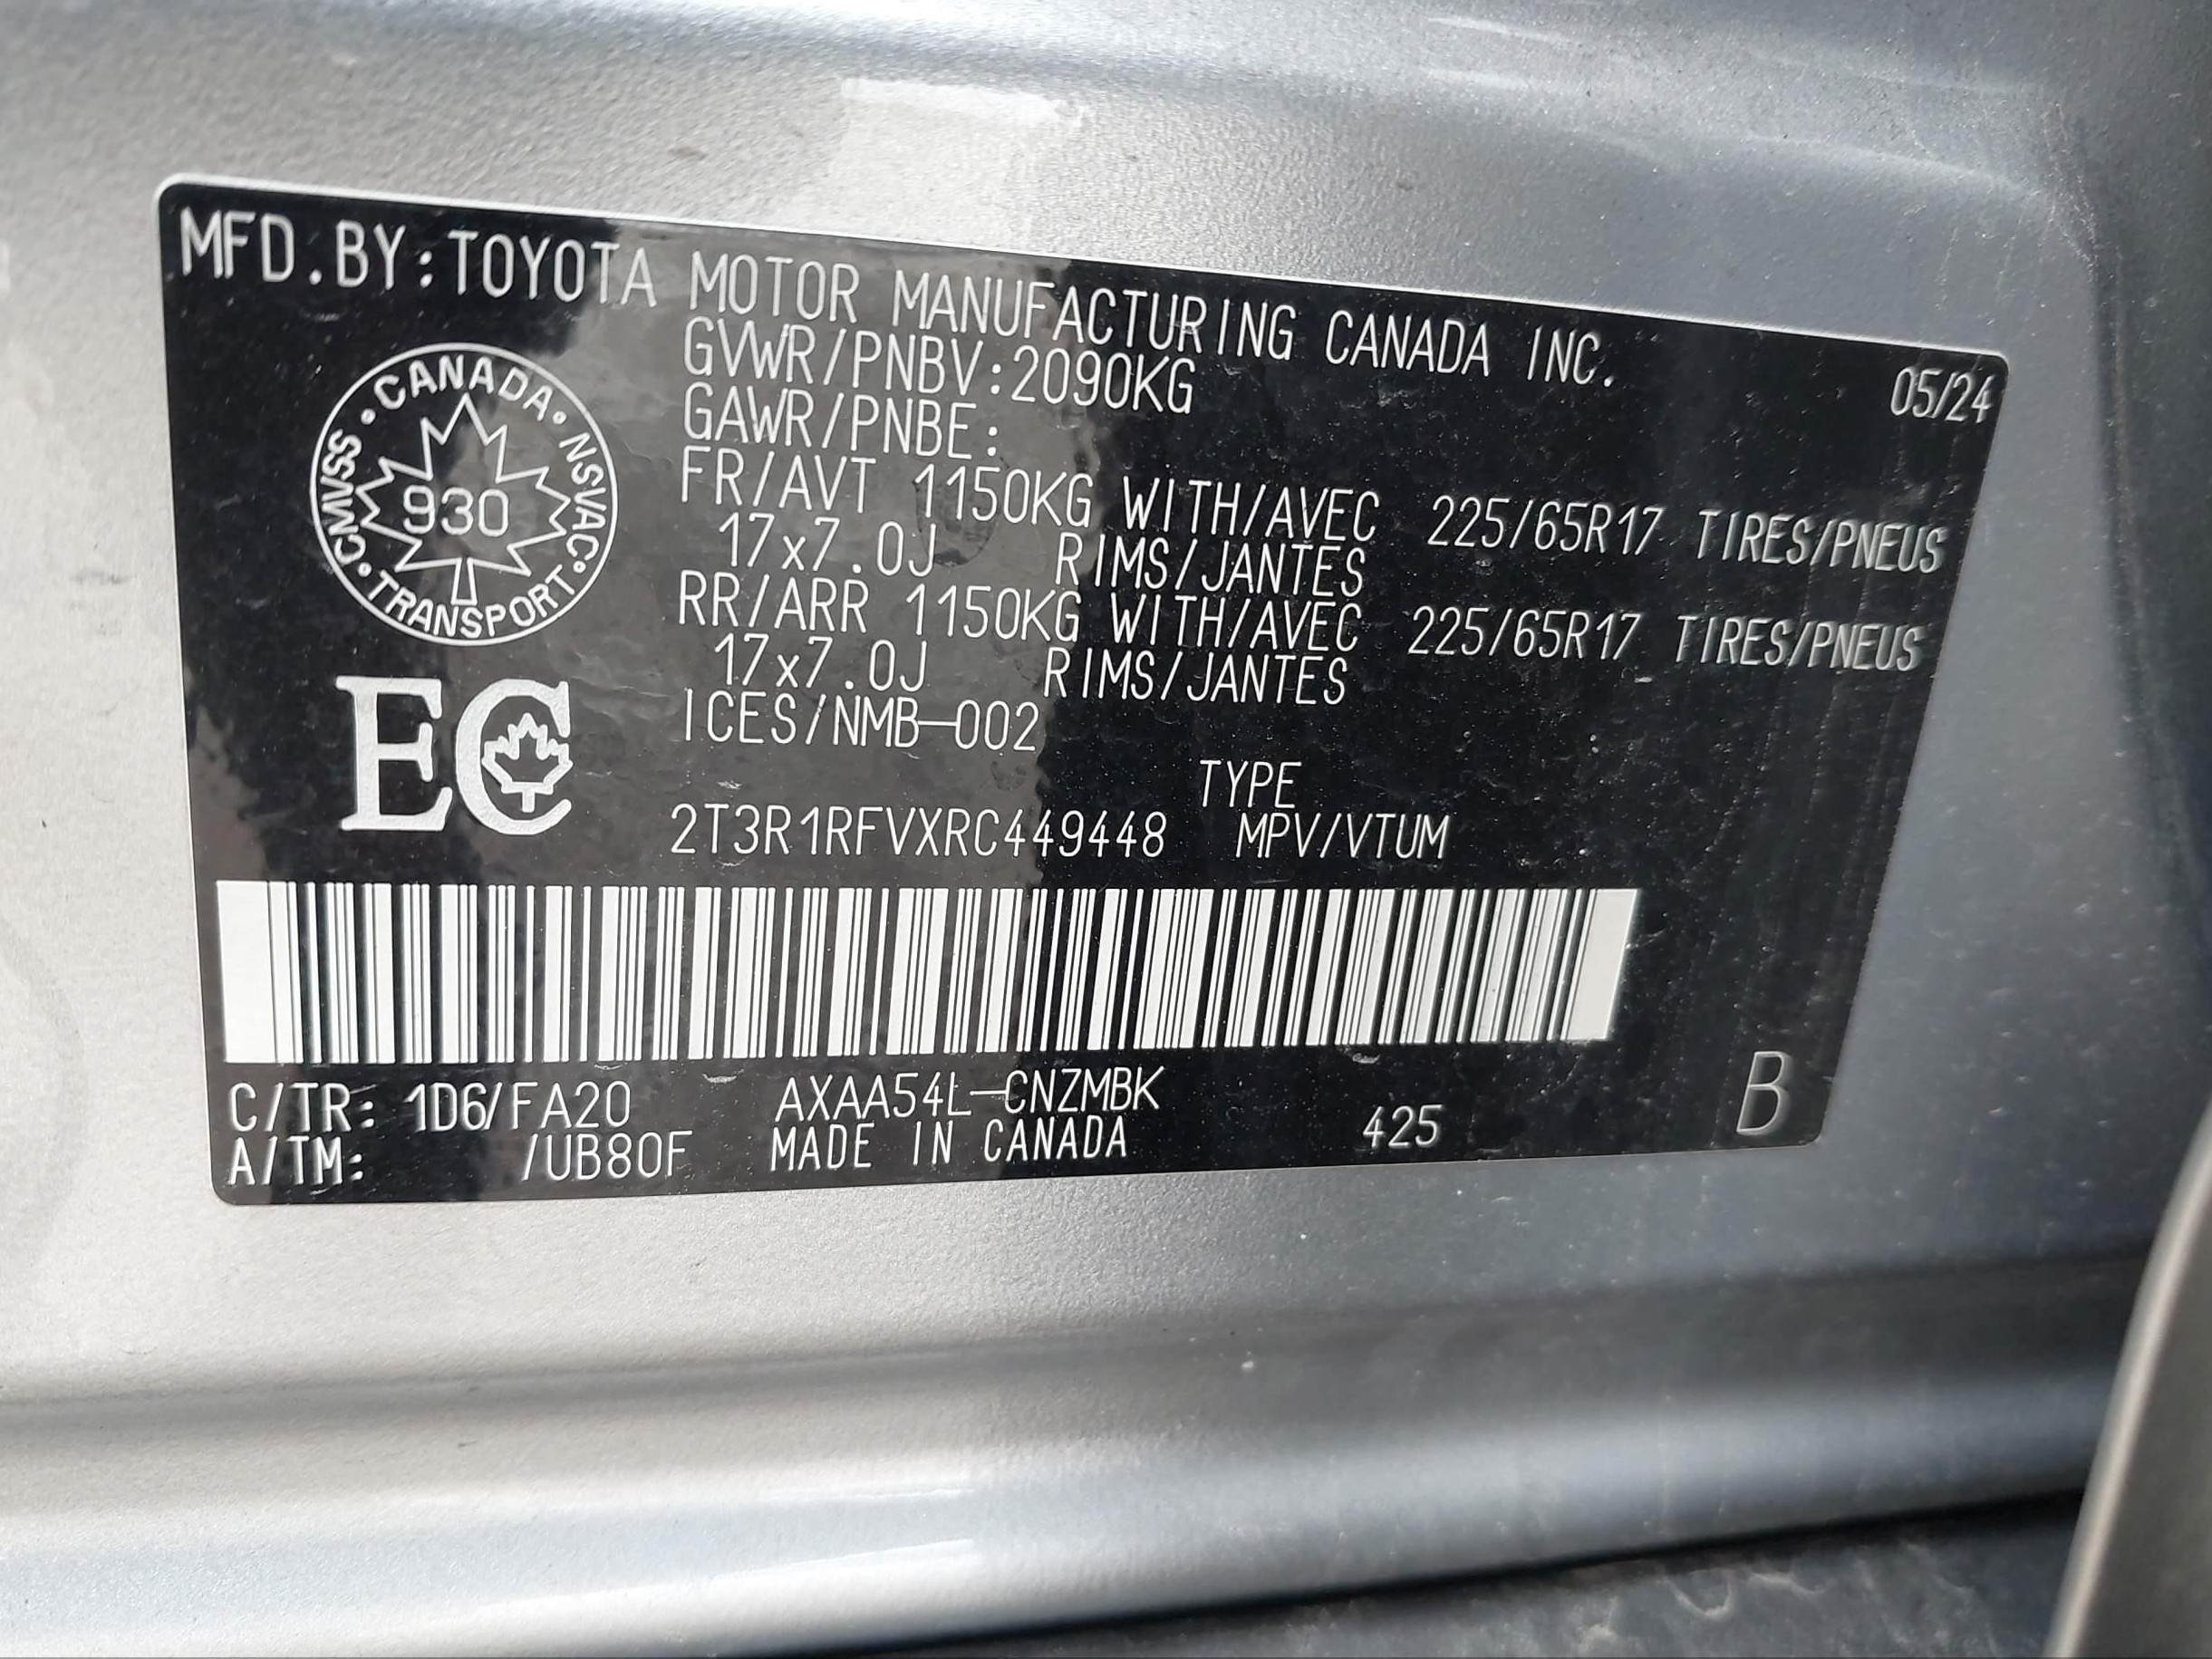 MFD.BY:TOYOTA MOTOR MANUFACTURING CANADA INC. 05/24
GVWR/PNBV:2090KG
GAWR/PNBE:
FR/AVT 1150KG WITH/AVEC 225/65R17 TIRES/PNEUS
17x7.0J RIMS/JANTES
RR/ARR 1150KG WITH/AVEC 225/65R17 TIRES/PNEUS
17x7.0J RIMS/JANTES
ICES/NMB-002
CANADA • NSVAC • TRANSPORT • CMVSS •
930
EC
TYPE
2T3R1RFVXRC449448 MPV/VTUM
C/TR: 1D6/FA20 AXAA54L-CNZMBK 425 B
A/TM: /UB80F MADE IN CANADA